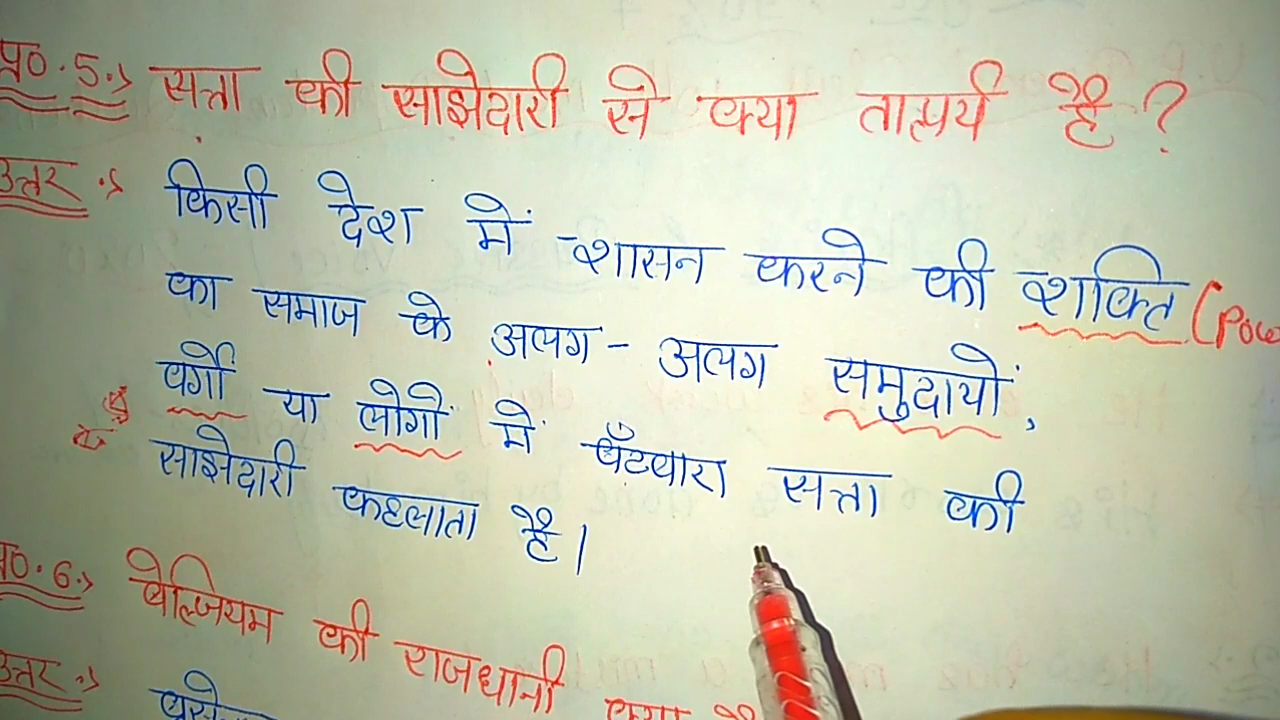 प्र०.5.> सत्ता की साझेदारी से क्या तात्पर्य है ?
उत्तर.> किसी देश में शासन करने की शक्ति (Powe
का समाज के अलग - अलग समुदायों,
वर्गों या लोगों में बँटवारा सत्ता की
साझेदारी कहलाता है।
प्र०.6.> बेल्जियम की राजधानी क्या है
उत्तर.>